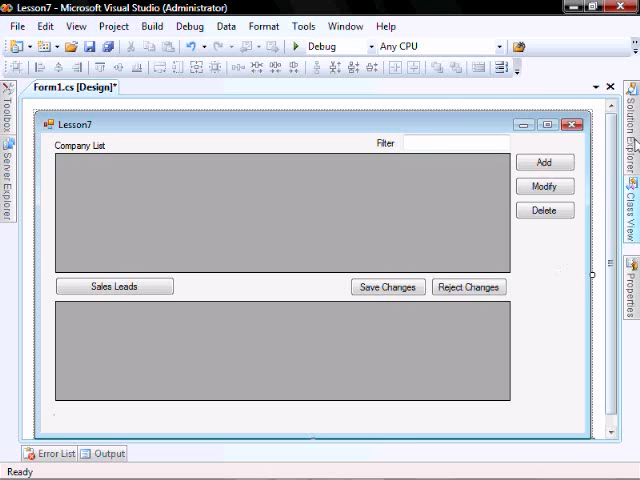 Lesson7 - Microsoft Visual Studio (Administrator)
File Edit View Project Build Debug Data Format Tools Window Help
Debug Any CPU
Form1.cs [Design]*
Toolbox
Server Explorer
Lesson7
Company List Filter
Add
Modify
Delete
Sales Leads Save Changes Reject Changes
Solution Explorer
Class View
Properties
Error List Output
Ready